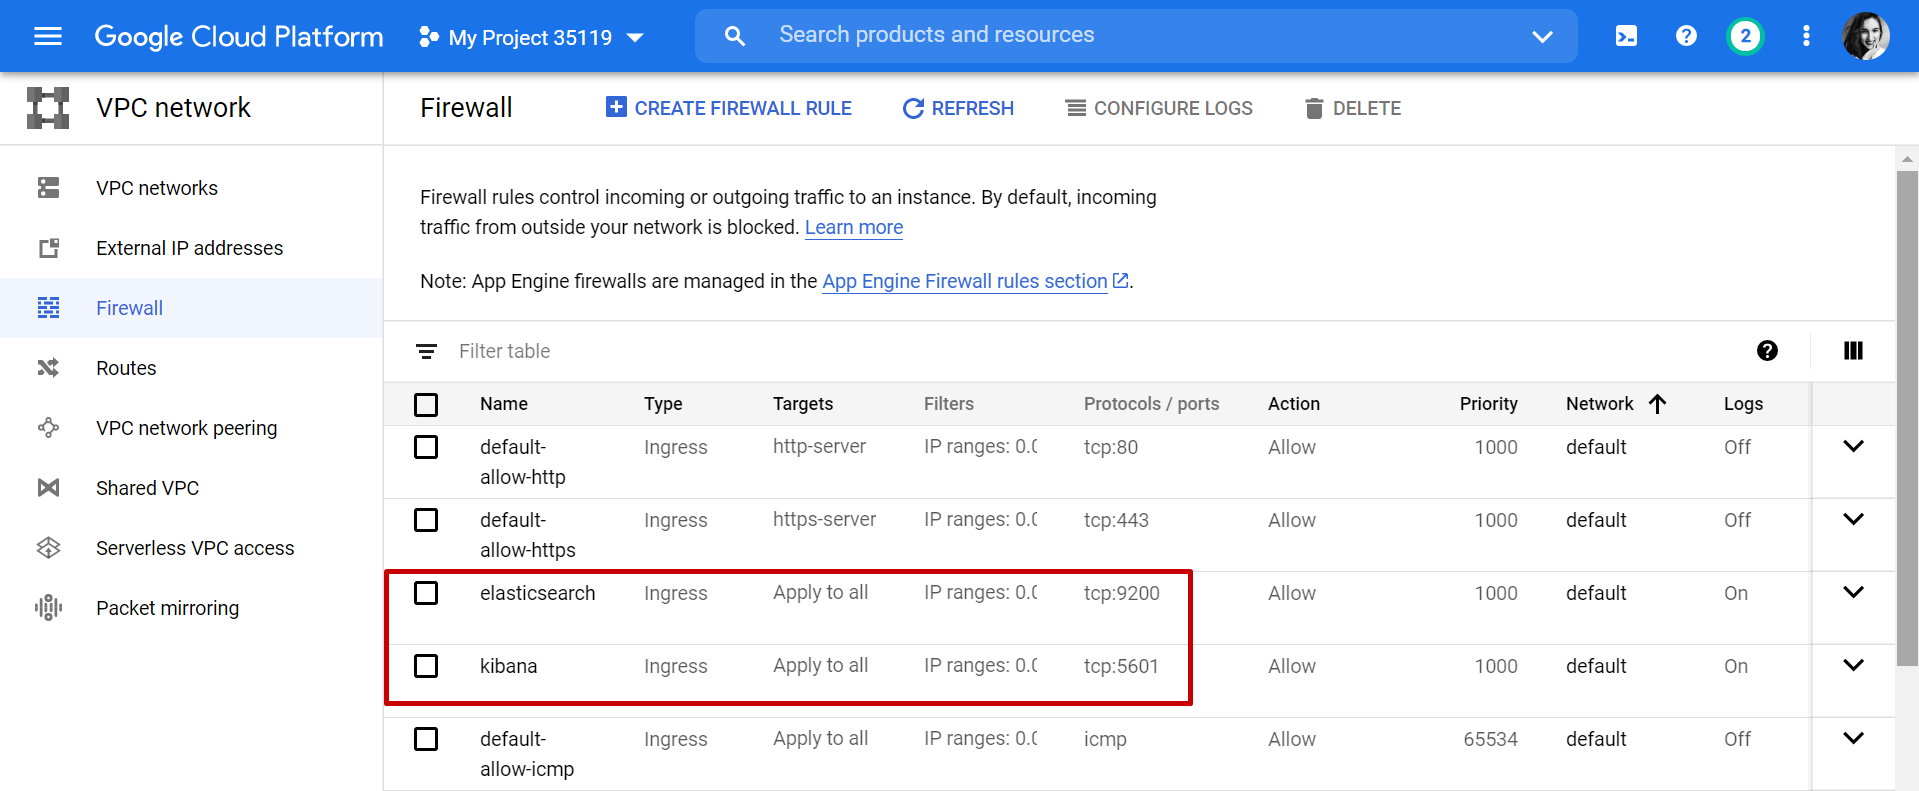 Google Cloud Platform My Project 35119 Search products and resources 2
VPC network
Firewall CREATE FIREWALL RULE REFRESH CONFIGURE LOGS DELETE
VPC networks
External IP addresses
Firewall
Routes
VPC network peering
Shared VPC
Serverless VPC access
Packet mirroring
Firewall rules control incoming or outgoing traffic to an instance. By default, incoming
traffic from outside your network is blocked. Learn more
Note: App Engine firewalls are managed in the App Engine Firewall rules section.
Filter table
Name Type Targets Filters Protocols / ports Action Priority Network Logs
default-allow-http Ingress http-server IP ranges: 0.0 tcp:80 Allow 1000 default Off
default-allow-https Ingress https-server IP ranges: 0.0 tcp:443 Allow 1000 default Off
elasticsearch Ingress Apply to all IP ranges: 0.0 tcp:9200 Allow 1000 default On
kibana Ingress Apply to all IP ranges: 0.0 tcp:5601 Allow 1000 default On
default-allow-icmp Ingress Apply to all IP ranges: 0.0 icmp Allow 65534 default Off